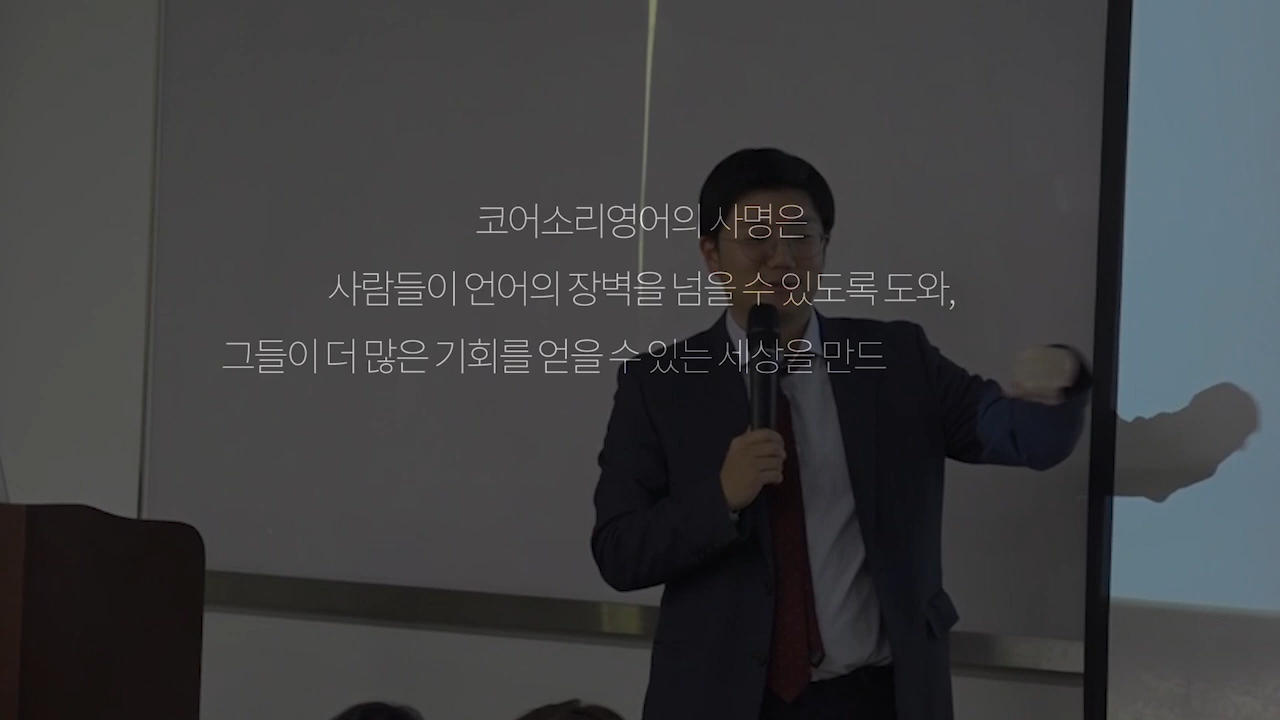 코어소리영어의 사명은
사람들이 언어의 장벽을 넘을 수 있도록 도와,
그들이 더 많은 기회를 얻을 수 있는 세상을 만드